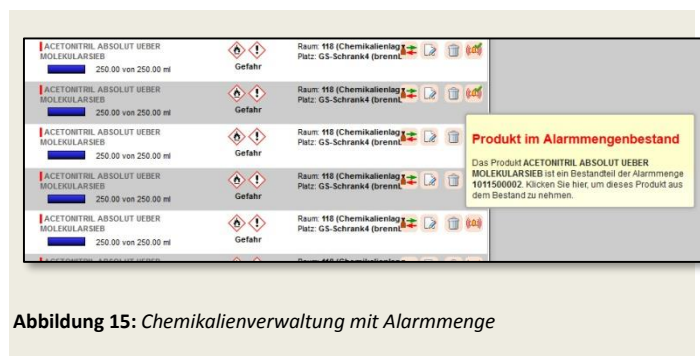 ACETONITRIL ABSOLUT UEBER
MOLEKULARSIEB
250.00 von 250.00 ml
Gefahr
Raum: 118 (Chemikalienlag
Platz: GS-Schrank4 (brennb
ACETONITRIL ABSOLUT UEBER
MOLEKULARSIEB
250.00 von 250.00 ml
Gefahr
Raum: 118 (Chemikalienlag
Platz: GS-Schrank4 (brennb
ACETONITRIL ABSOLUT UEBER
MOLEKULARSIEB
250.00 von 250.00 ml
Gefahr
Raum: 118 (Chemikalienlag
Platz: GS-Schrank4 (brennb
ACETONITRIL ABSOLUT UEBER
MOLEKULARSIEB
250.00 von 250.00 ml
Gefahr
Raum: 118 (Chemikalienlag
Platz: GS-Schrank4 (brennb
ACETONITRIL ABSOLUT UEBER
MOLEKULARSIEB
250.00 von 250.00 ml
Gefahr
Raum: 118 (Chemikalienlag
Platz: GS-Schrank4 (brennb
Produkt im Alarmmengenbestand
Das Produkt ACETONITRIL ABSOLUT UEBER
MOLEKULARSIEB ist ein Bestandteil der Alarmmenge
1011500002. Klicken Sie hier, um dieses Produkt aus
dem Bestand zu nehmen.
Abbildung 15: Chemikalienverwaltung mit Alarmmenge